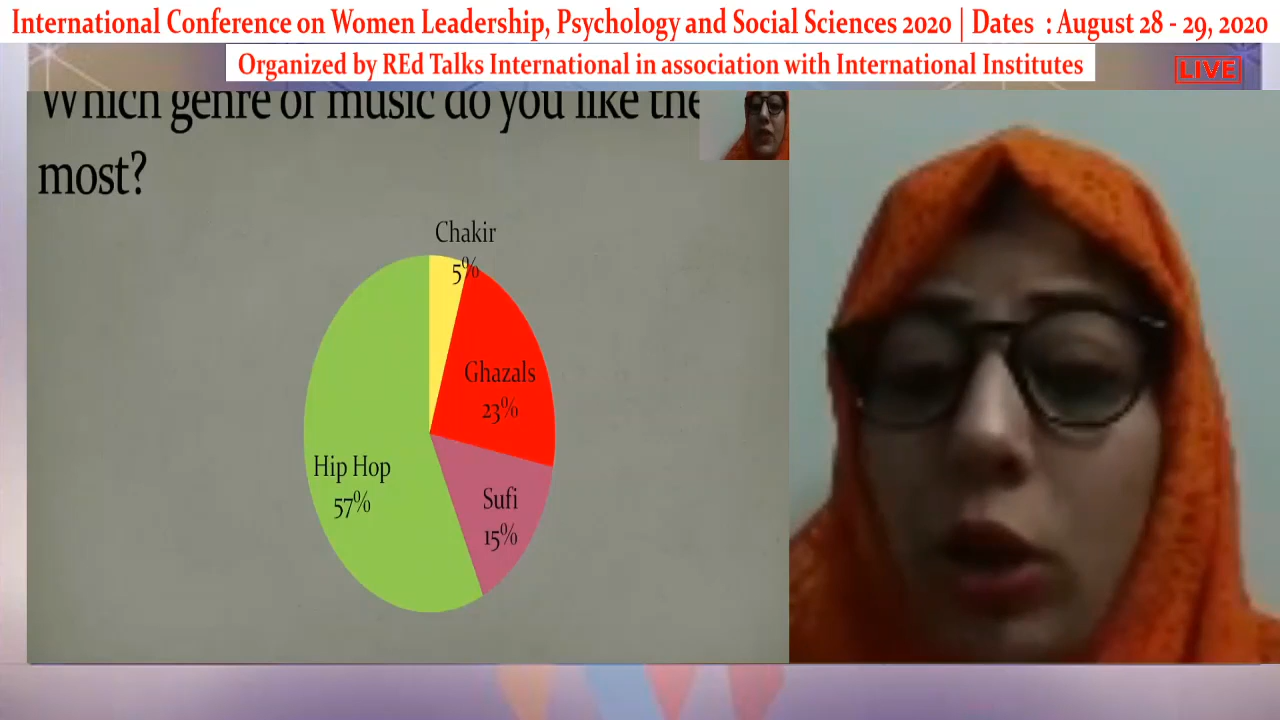 International Conference on Women Leadership, Psychology and Social Sciences 2020 | Dates : August 28 - 29, 2020
Organized by REd Talks International in association with International Institutes
LIVE
Which genre of music do you like the
most?
Chakir
5%
Ghazals
23%
Hip Hop
57%
Sufi
15%